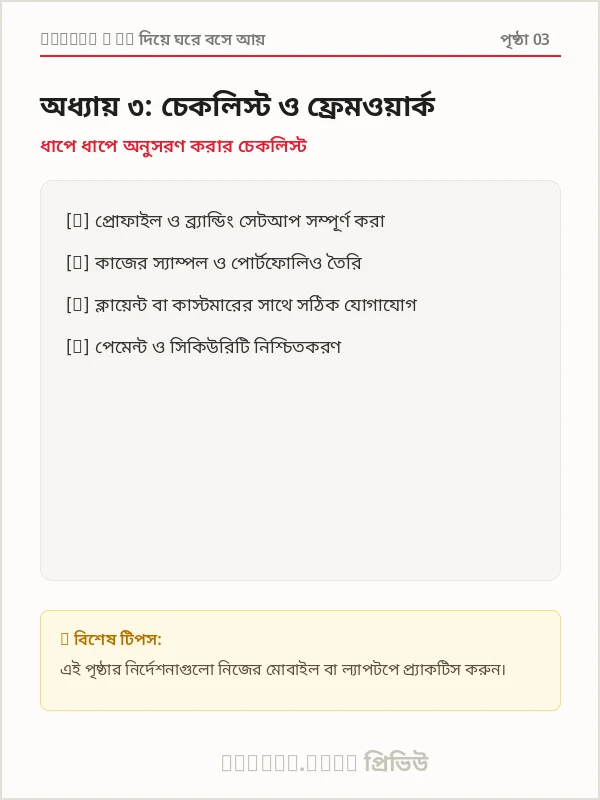 দিয়ে ঘরে বসে আয়
পৃষ্ঠা 03
অধ্যায় ৩: চেকলিস্ট ও ফ্রেমওয়ার্ক
ধাপে ধাপে অনুসরণ করার চেকলিস্ট
[▯] প্রোফাইল ও ব্র্যান্ডিং সেটআপ সম্পূর্ণ করা
[▯] কাজের স্যাম্পল ও পোর্টফোলিও তৈরি
[▯] ক্লায়েন্ট বা কাস্টমারের সাথে সঠিক যোগাযোগ
[▯] পেমেন্ট ও সিকিউরিটি নিশ্চিতকরণ
বিশেষ টিপস:
এই পৃষ্ঠার নির্দেশনাগুলো নিজের মোবাইল বা ল্যাপটপে প্র্যাকটিস করুন।
প্রিভিউ